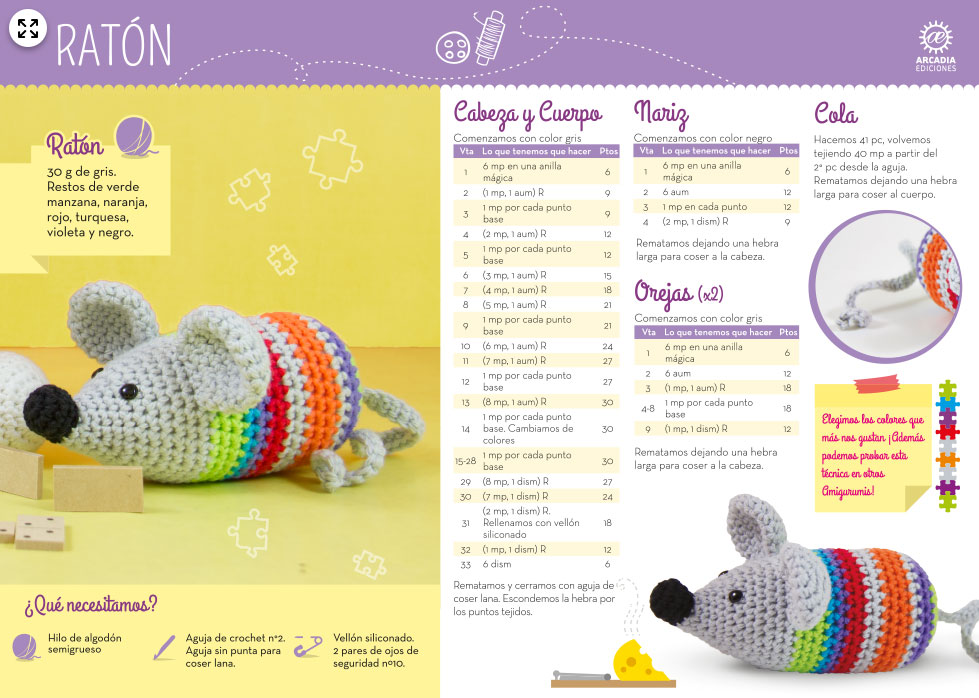 RATÓN
æ
ARCADIA
EDICIONES
Ratón
30 g de gris.
Restos de verde
manzana, naranja,
rojo, turquesa,
violeta y negro.
¿Qué necesitamos?
Hilo de algodón
semigrueso
Aguja de crochet nº2.
Aguja sin punta para
coser lana.
Vellón siliconado.
2 pares de ojos de
seguridad nº10.
Cabeza y Cuerpo
Comenzamos con color gris
Vta Lo que tenemos que hacer Ptos
1 6 mp en una anilla 6
mágica
2 (1 mp, 1 aum) R 9
3 1 mp por cada punto 9
base
4 (2 mp, 1 aum) R 12
5 1 mp por cada punto 12
base
6 (3 mp, 1 aum) R 15
7 (4 mp, 1 aum) R 18
8 (5 mp, 1 aum) R 21
9 1 mp por cada punto 21
base
10 (6 mp, 1 aum) R 24
11 (7 mp, 1 aum) R 27
12 1 mp por cada punto 27
base
13 (8 mp, 1 aum) R 30
1 mp por cada punto
14 base. Cambiamos de 30
colores
15-28 1 mp por cada punto 30
base
29 (8 mp, 1 dism) R 27
30 (7 mp, 1 dism) R 24
(2 mp, 1 dism) R.
31 Rellenamos con vellón 18
siliconado
32 (1 mp, 1 dism) R 12
33 6 dism 6
Rematamos y cerramos con aguja de
coser lana. Escondemos la hebra por
los puntos tejidos.
Nariz
Comenzamos con color negro
Vta Lo que tenemos que hacer Ptos
1 6 mp en una anilla 6
mágica
2 6 aum 12
3 1 mp en cada punto 12
4 (2 mp, 1 dism) R 9
Rematamos dejando una hebra
larga para coser a la cabeza.
Orejas (x2)
Comenzamos con color gris
Vta Lo que tenemos que hacer Ptos
1 6 mp en una anilla 6
mágica
2 6 aum 12
3 (1 mp, 1 aum) R 18
4-8 1 mp por cada punto 18
base
9 (1 mp, 1 dism) R 12
Rematamos dejando una hebra
larga para coser a la cabeza.
Cola
Hacemos 41 pc, volvemos
tejiendo 40 mp a partir del
2º pc desde la aguja.
Rematamos dejando una hebra
larga para coser al cuerpo.
Elegimos los colores que
más nos gustan ¡Además
podemos probar esta
técnica en otros
Amigurumis!